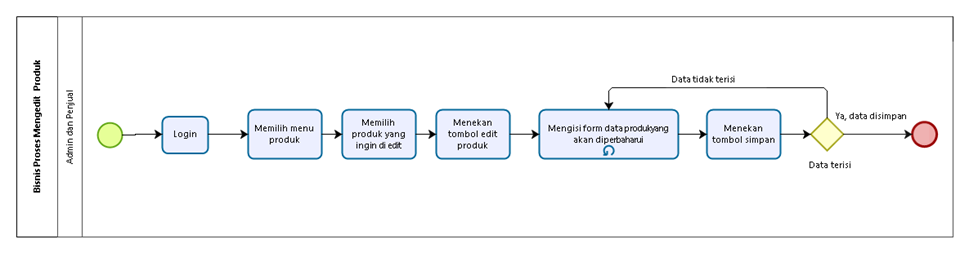 Bisnis Proses Mengedit Produk
Admin dan Penjual
Login
Memilih menu
produk
Memilih
produk yang
ingin di edit
Menekan
tombol edit
produk
Mengisi form data produkyang
akan diperbaharui
Menekan
tombol simpan
Data tidak terisi
Ya, data disimpan
Data terisi